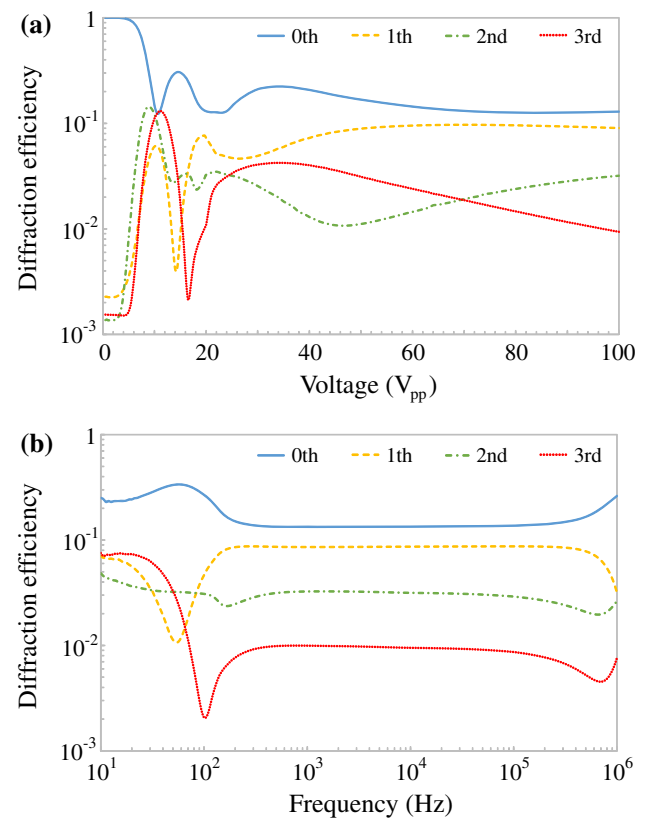 (a)
0th 1th 2nd 3rd
Diffraction efficiency
1
10⁻¹
10⁻²
10⁻³
0 20 40 60 80 100
Voltage (Vₚₚ)
(b)
0th 1th 2nd 3rd
Diffraction efficiency
1
10⁻¹
10⁻²
10⁻³
10¹ 10² 10³ 10⁴ 10⁵ 10⁶
Frequency (Hz)